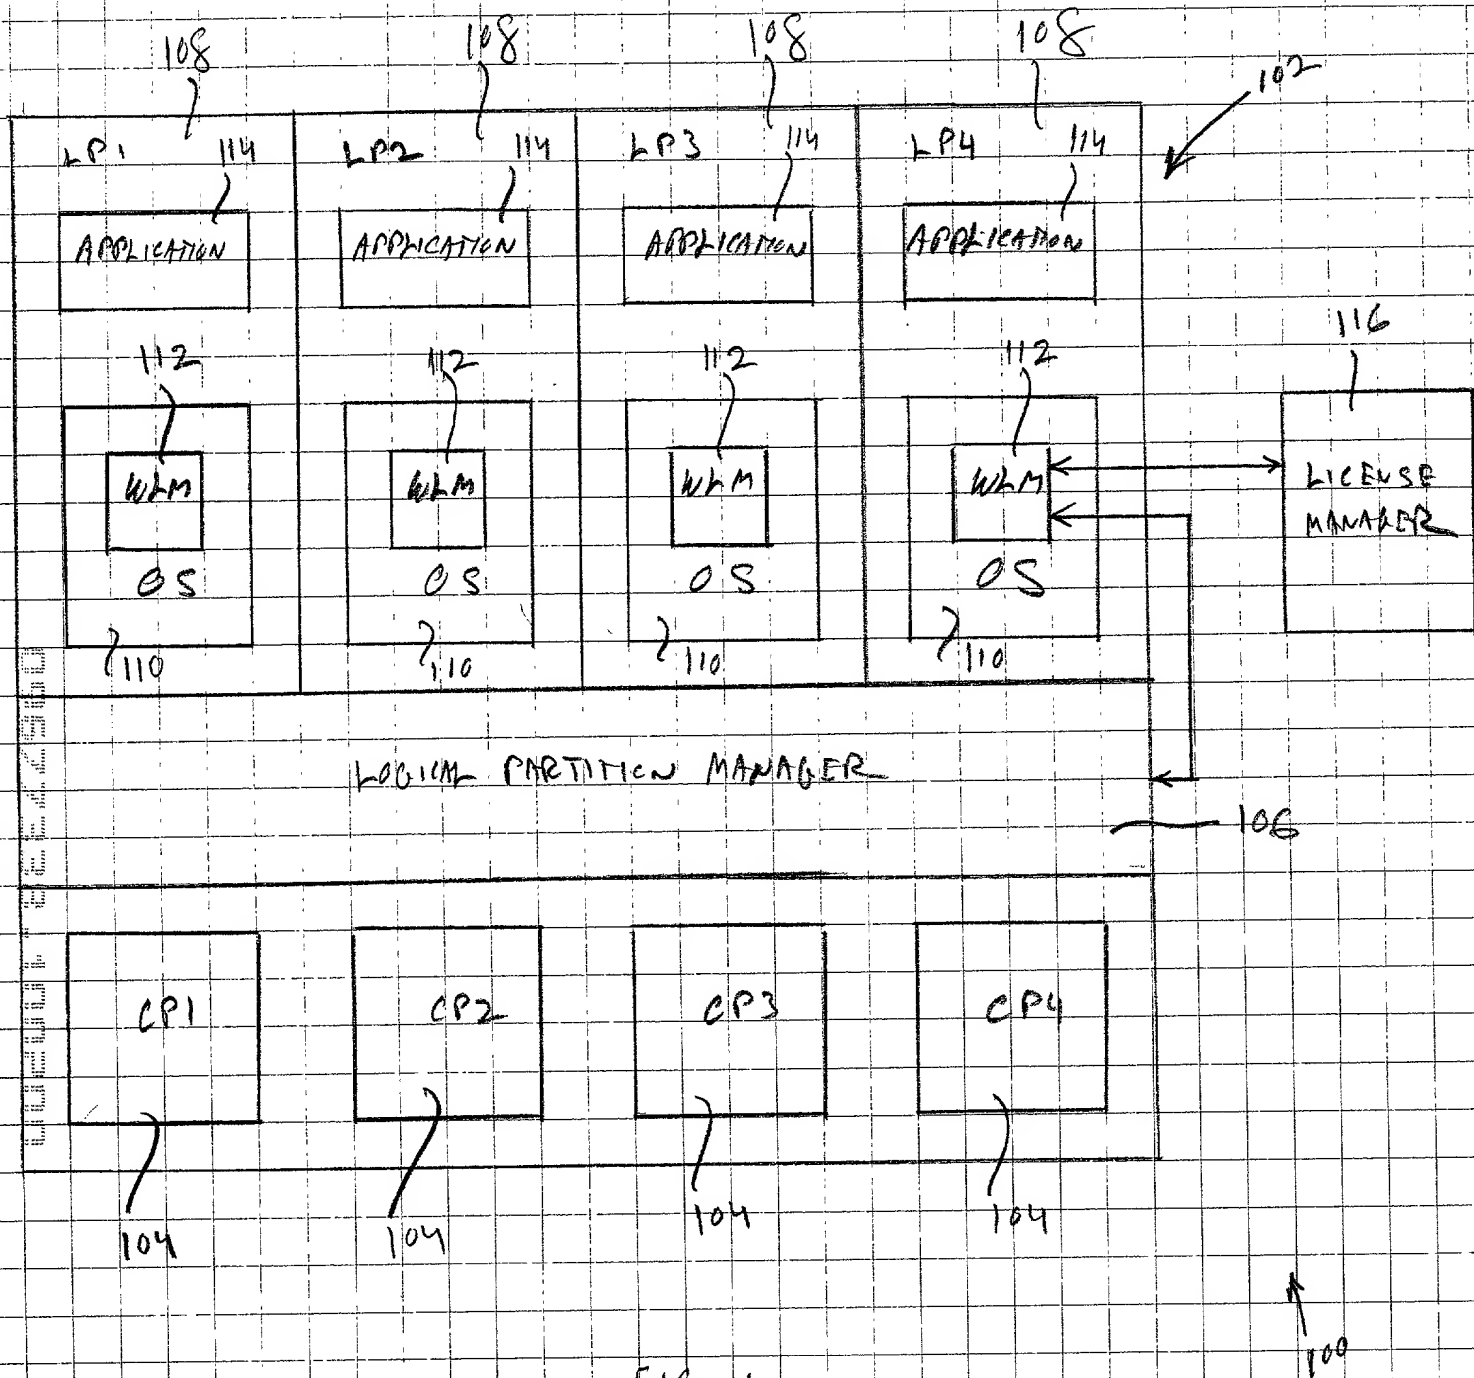 108 108 108 108
102
LP1 114 LP2 114 LP3 114 LP4 114
APPLICATION APPLICATION APPLICATION APPLICATION
116
112 112 112 112
WLM WLM WLM WLM
LICENSE
MANAGER
OS OS OS OS
110 110 110 110
LOGICAL PARTITION MANAGER
106
CP1 CP2 CP3 CP4
104 104 104 104
100